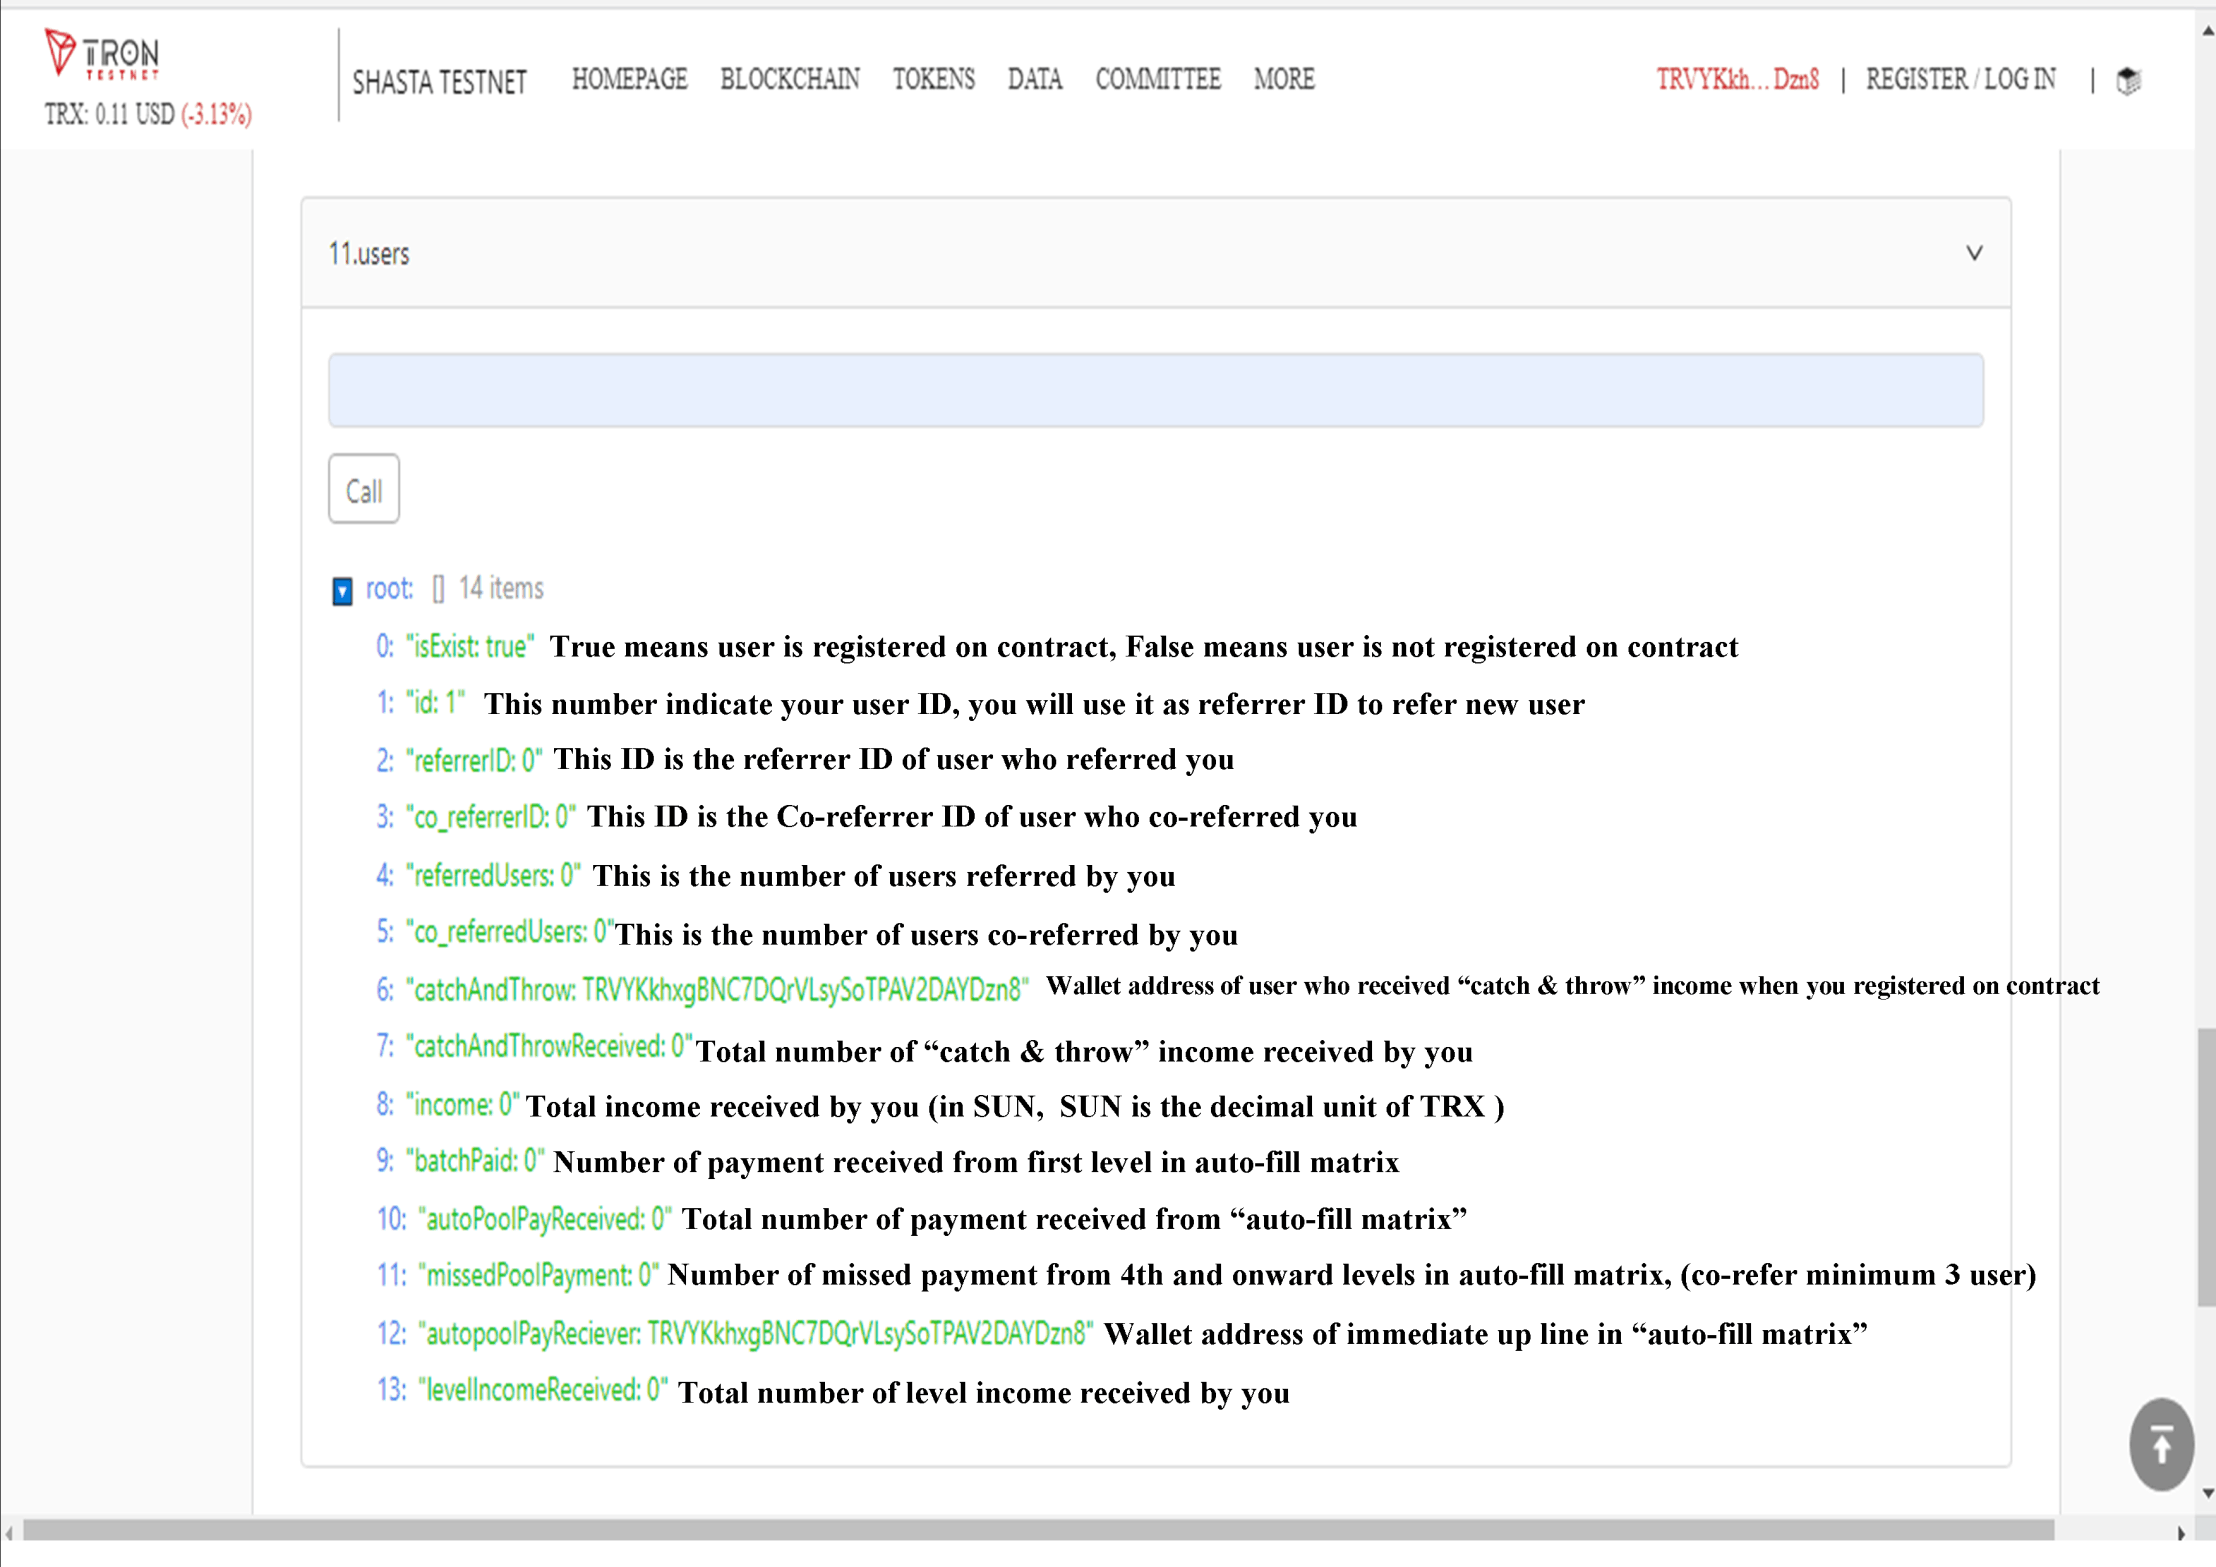 TRON
TESTNET
TRX: 0.11 USD (-3.13%)
SHASTA TESTNET HOMEPAGE BLOCKCHAIN TOKENS DATA COMMITTEE MORE TRVYKkh... Dzn8 | REGISTER / LOG IN |
11.users
Call
root: [] 14 items
0: "isExist: true" True means user is registered on contract, False means user is not registered on contract
1: "id: 1" This number indicate your user ID, you will use it as referrer ID to refer new user
2: "referrerID: 0" This ID is the referrer ID of user who referred you
3: "co_referrerID: 0" This ID is the Co-referrer ID of user who co-referred you
4: "referredUsers: 0" This is the number of users referred by you
5: "co_referredUsers: 0" This is the number of users co-referred by you
6: "catchAndThrow: TRVYKkhxgBNC7DQrVLsySoTPAV2DAYDzn8" Wallet address of user who received “catch & throw” income when you registered on contract
7: "catchAndThrowReceived: 0" Total number of “catch & throw” income received by you
8: "income: 0" Total income received by you (in SUN, SUN is the decimal unit of TRX )
9: "batchPaid: 0" Number of payment received from first level in auto-fill matrix
10: "autoPoolPayReceived: 0" Total number of payment received from “auto-fill matrix”
11: "missedPoolPayment: 0" Number of missed payment from 4th and onward levels in auto-fill matrix, (co-refer minimum 3 user)
12: "autopoolPayReciever: TRVYKkhxgBNC7DQrVLsySoTPAV2DAYDzn8" Wallet address of immediate up line in “auto-fill matrix”
13: "levelIncomeReceived: 0" Total number of level income received by you